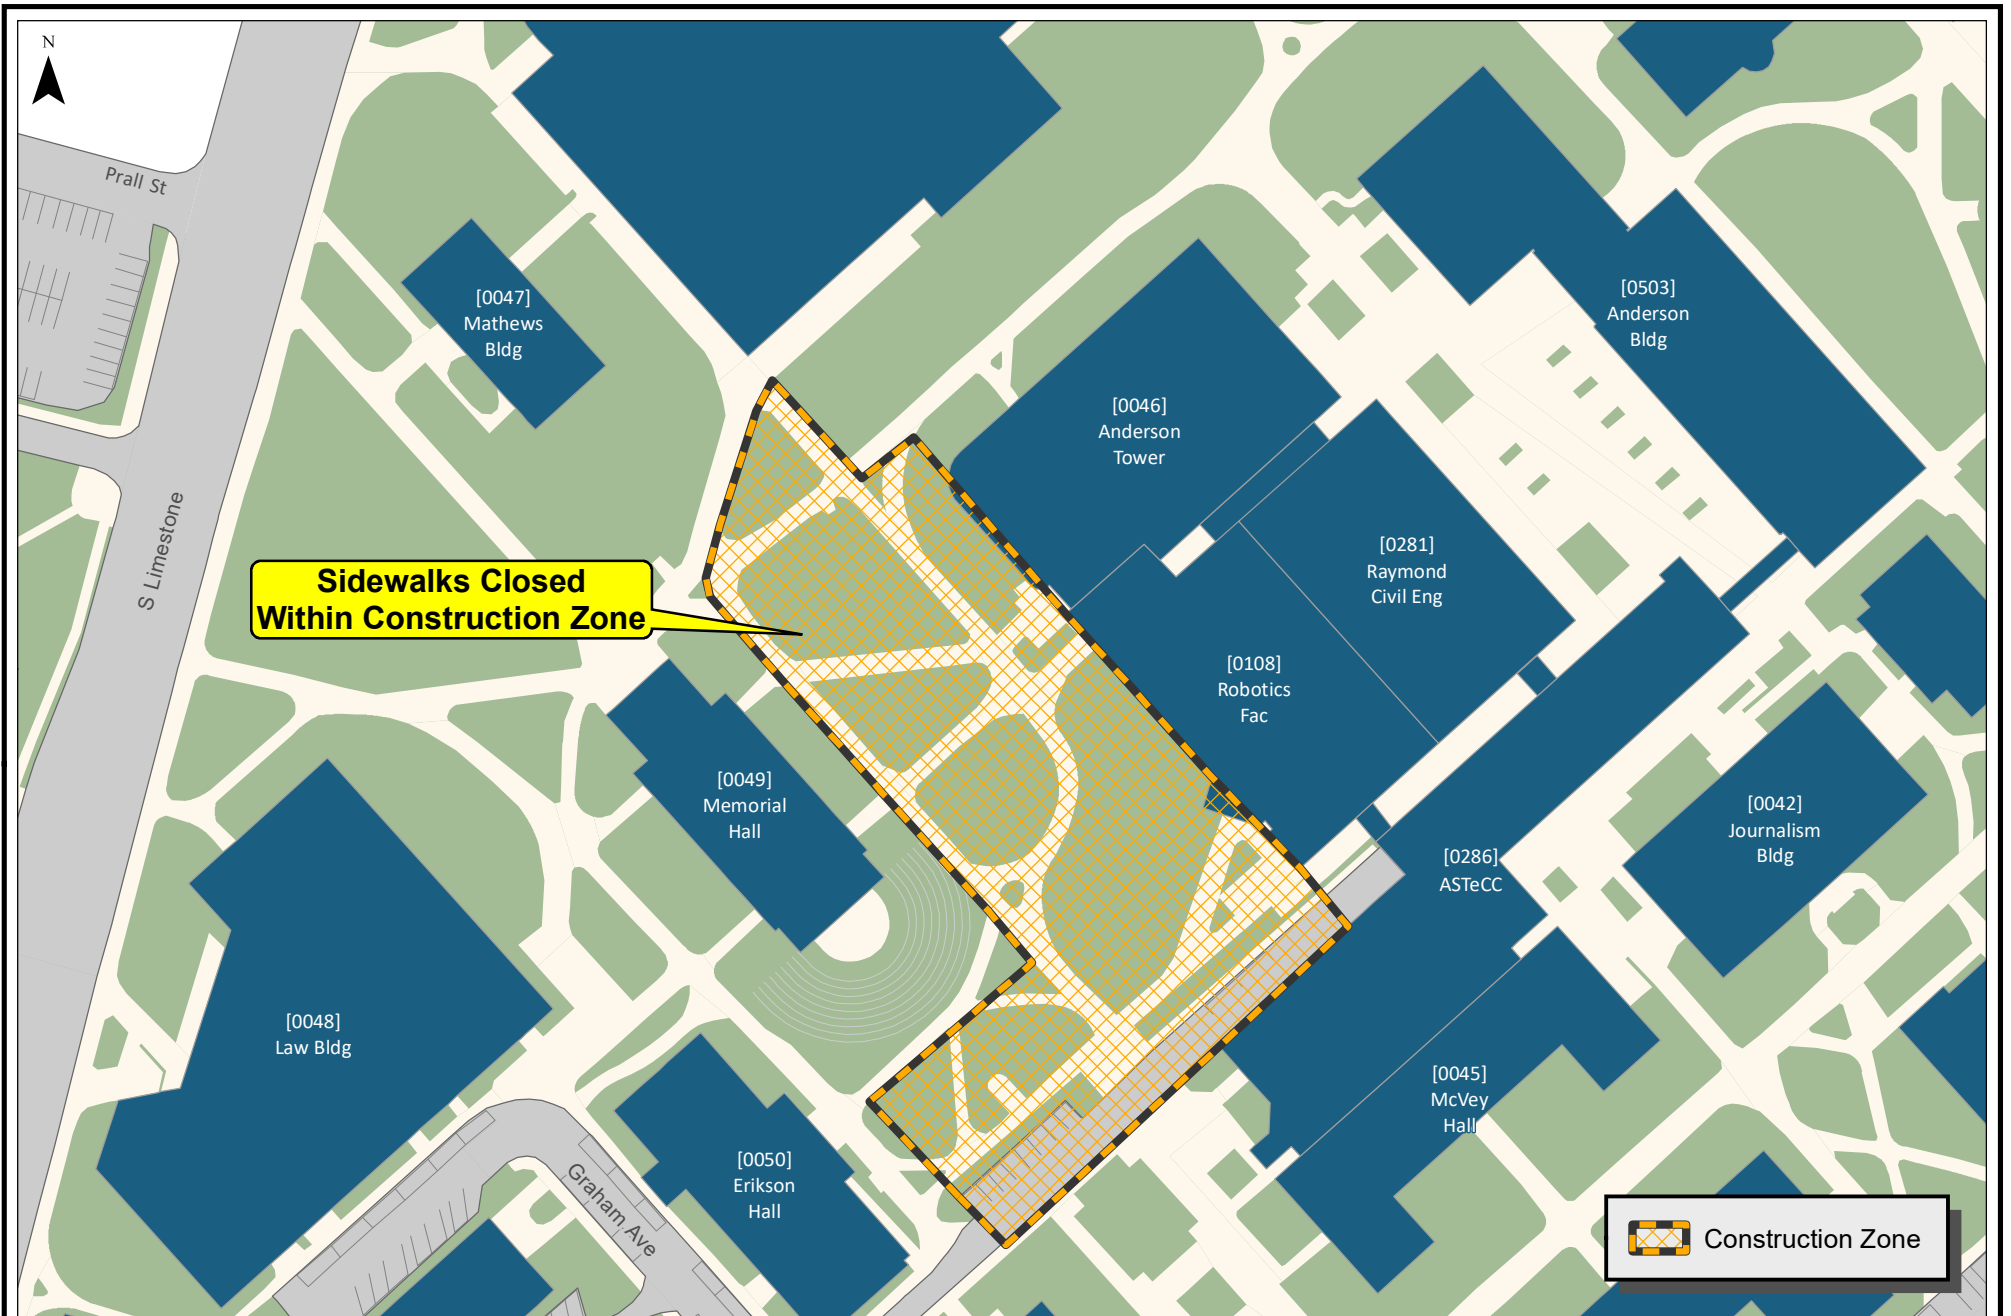 N
Prall St
S Limestone
[0047]
Mathews
Bldg
[0503]
Anderson
Bldg
[0046]
Anderson
Tower
[0281]
Raymond
Civil Eng
Sidewalks Closed
Within Construction Zone
[0108]
Robotics
Fac
[0049]
Memorial
Hall
[0042]
Journalism
Bldg
[0286]
ASTeCC
[0048]
Law Bldg
[0045]
McVey
Hall
[0050]
Erikson
Hall
Graham Ave
Construction Zone